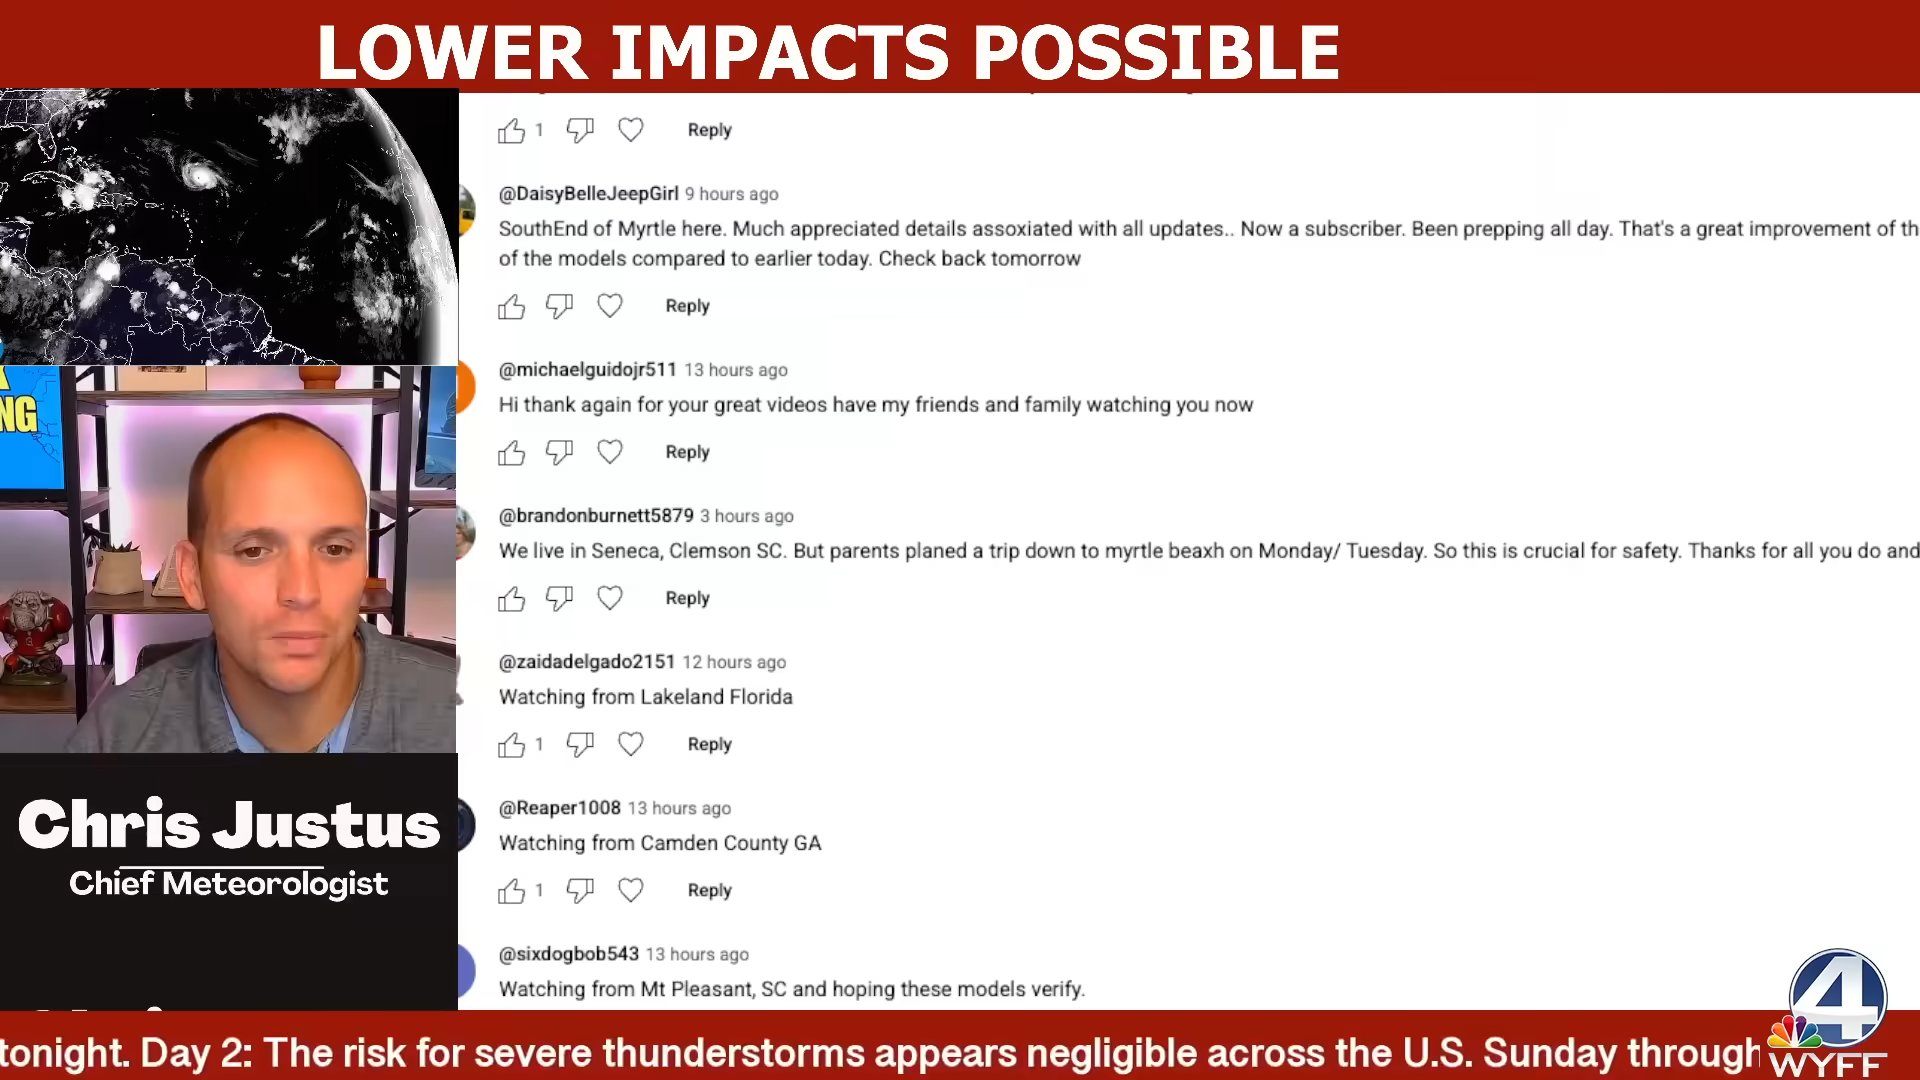 LOWER IMPACTS POSSIBLE
1 Reply
@DaisyBelleJeepGirl 9 hours ago
SouthEnd of Myrtle here. Much appreciated details assoxiated with all updates.. Now a subscriber. Been prepping all day. That's a great improvement of th
of the models compared to earlier today. Check back tomorrow
Reply
@michaelguidojr511 13 hours ago
Hi thank again for your great videos have my friends and family watching you now
Reply
NG
@brandonburnett5879 3 hours ago
We live in Seneca, Clemson SC. But parents planed a trip down to myrtle beaxh on Monday/ Tuesday. So this is crucial for safety. Thanks for all you do and
Reply
@zaidadelgado2151 12 hours ago
Watching from Lakeland Florida
1 Reply
@Reaper1008 13 hours ago
Watching from Camden County GA
1 Reply
Chris Justus
Chief Meteorologist
@sixdogbob543 13 hours ago
Watching from Mt Pleasant, SC and hoping these models verify.
tonight. Day 2: The risk for severe thunderstorms appears negligible across the U.S. Sunday through
4
WYFF